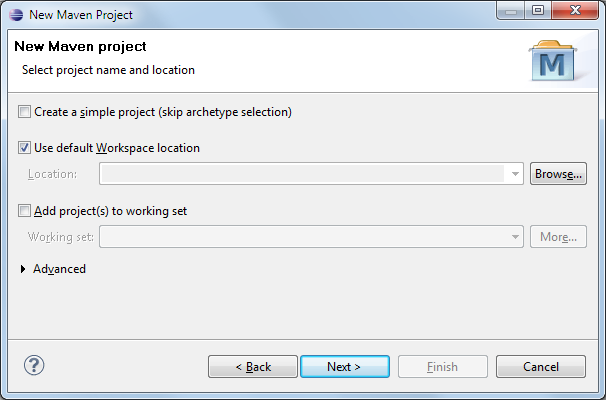 New Maven Project
New Maven project
Select project name and location
M
Create a simple project (skip archetype selection)
Use default Workspace location
Location:
Browse...
Add project(s) to working set
Working set:
More...
Advanced
?
< Back
Next >
Finish
Cancel